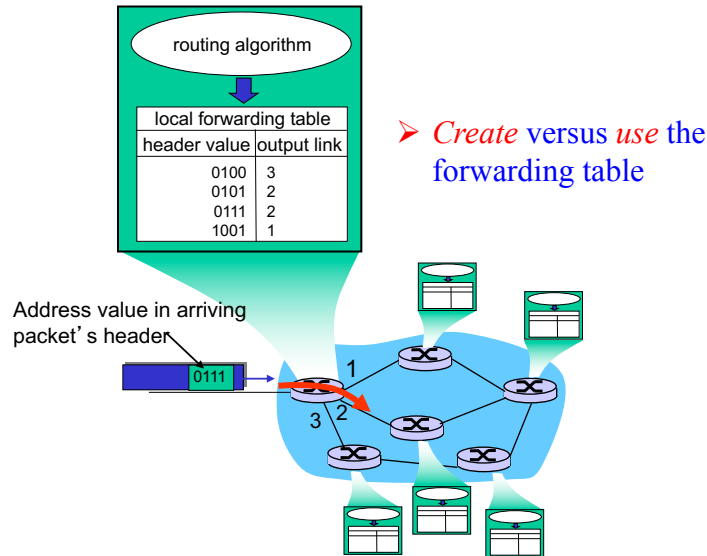 routing algorithm
local forwarding table
header value output link
0100 3
0101 2
0111 2
1001 1
➢ Create versus use the
forwarding table
Address value in arriving
packet's header
0111
1
2
3